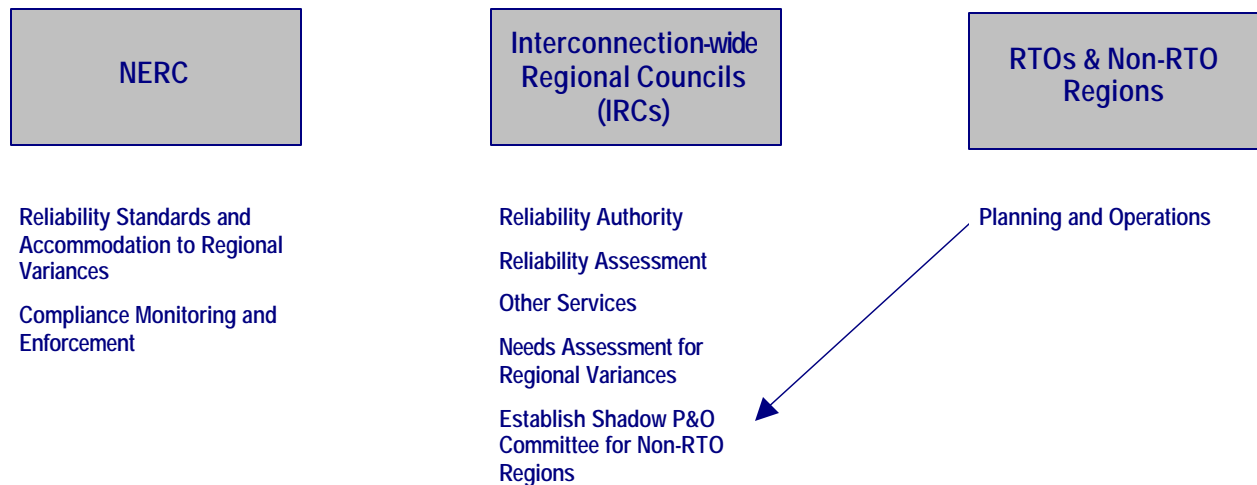 NERC
Reliability Standards and
Accommodation to Regional
Variances
Compliance Monitoring and
Enforcement
Interconnection-wide
Regional Councils
(IRCs)
Reliability Authority
Reliability Assessment
Other Services
Needs Assessment for
Regional Variances
Establish Shadow P&O
Committee for Non-RTO
Regions
RTOs & Non-RTO
Regions
Planning and Operations